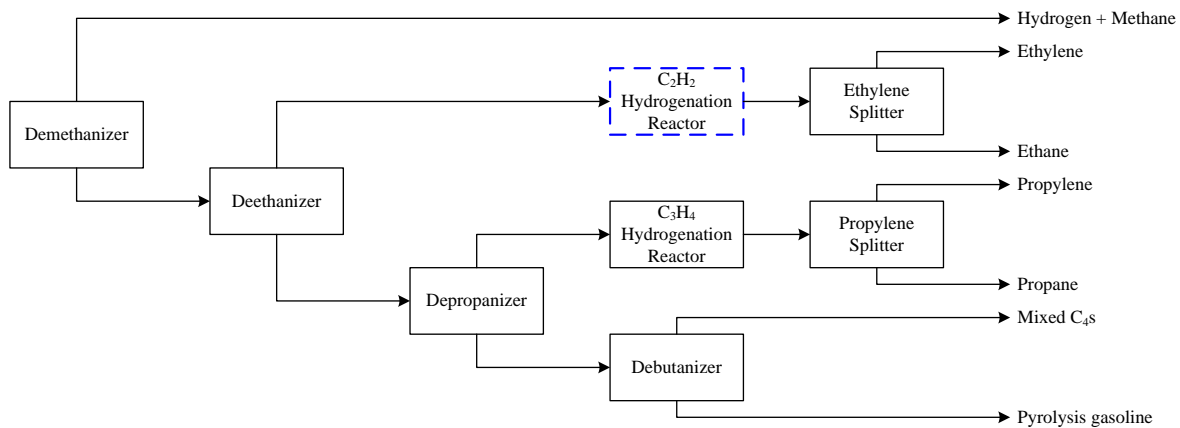 Hydrogen + Methane
Ethylene
C₂H₂
Hydrogenation
Reactor
Ethylene
Splitter
Demethanizer
Ethane
Deethanizer
Propylene
C₃H₄
Hydrogenation
Reactor
Propylene
Splitter
Depropanizer
Propane
Mixed C₄s
Debutanizer
Pyrolysis gasoline